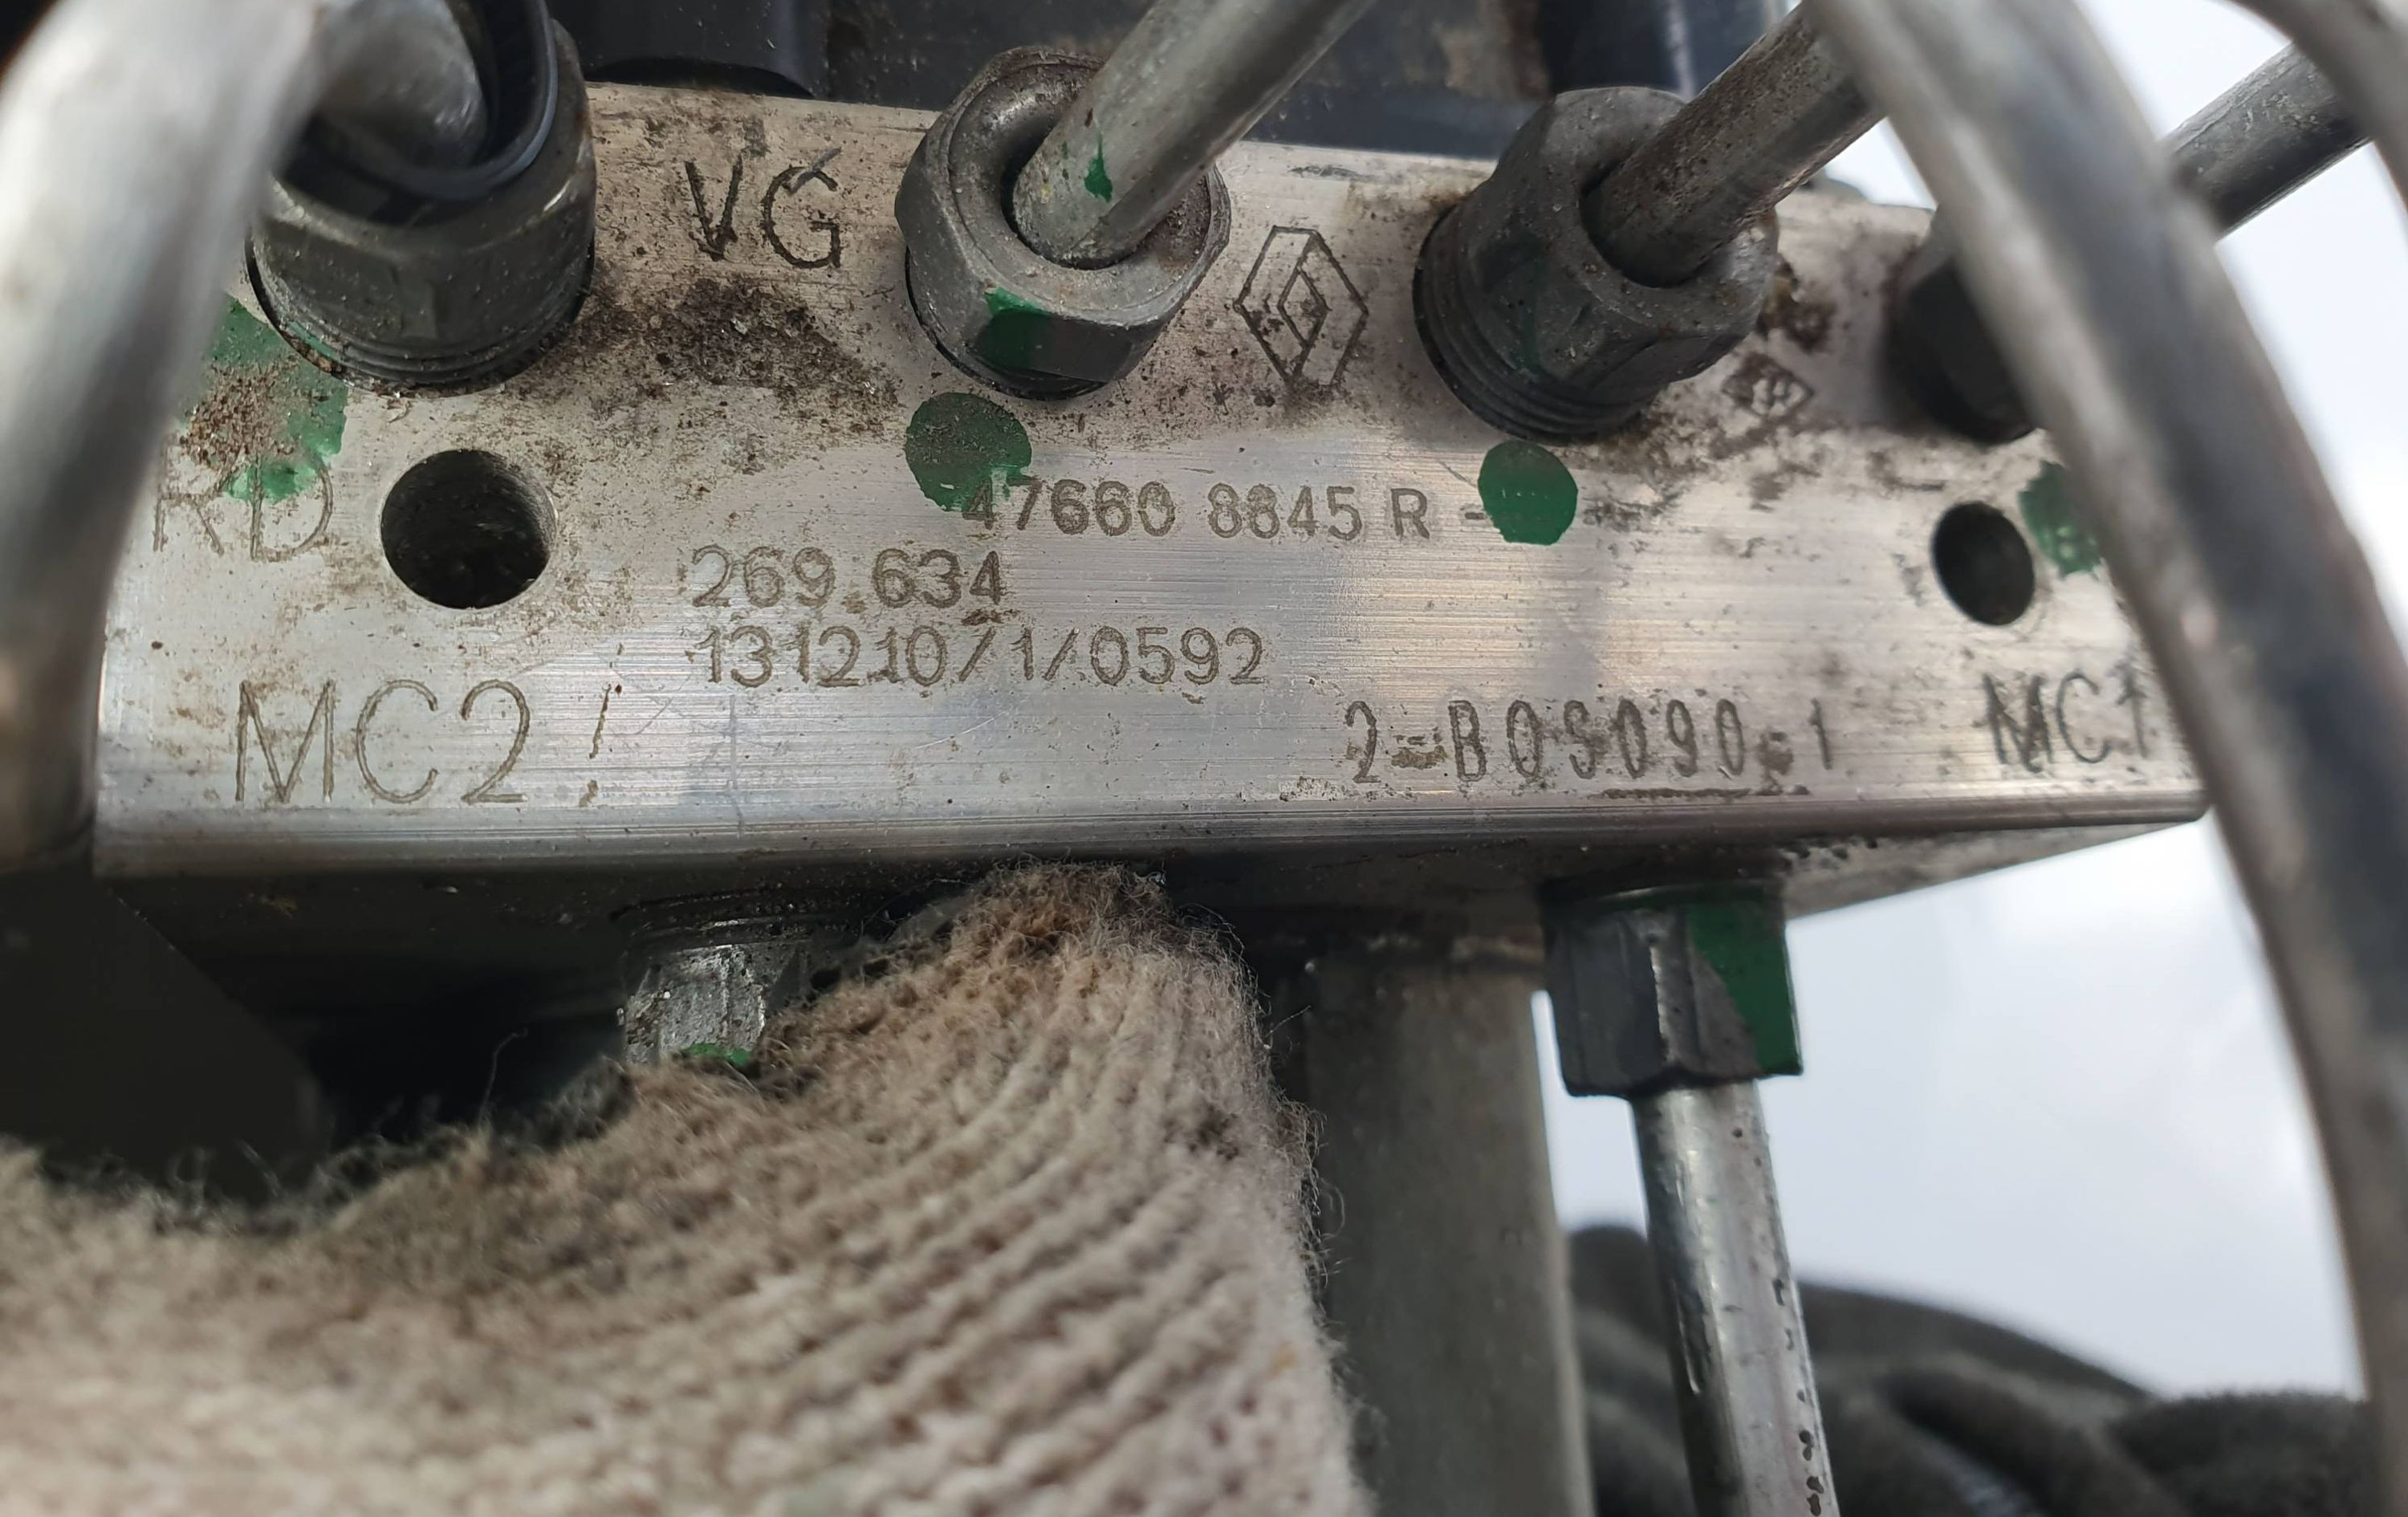 VG
RD
47660 8845 R -
269.634
131210/1/0592
MC2
2-BOS090.1
MC1